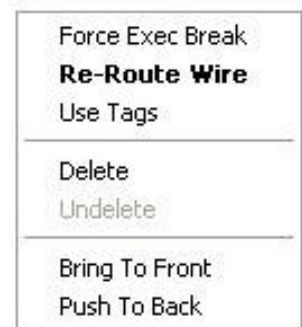 Force Exec Break
Re-Route Wire
Use Tags
Delete
Undelete
Bring To Front
Push To Back